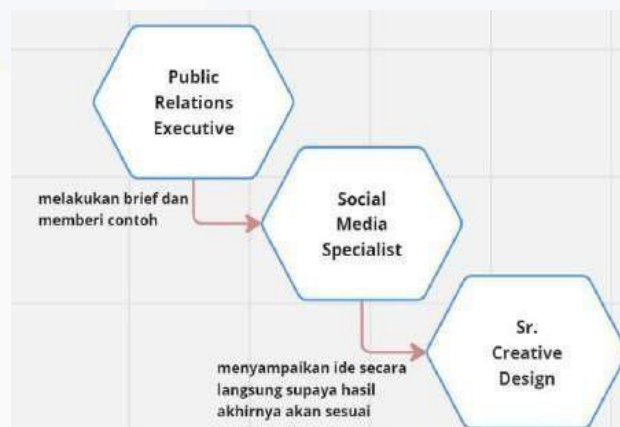 Public
Relations
Executive
melakukan brief dan
memberi contoh
Social
Media
Specialist
menyampaikan ide secara
langsung supaya hasil
akhirnya akan sesuai
Sr.
Creative
Design